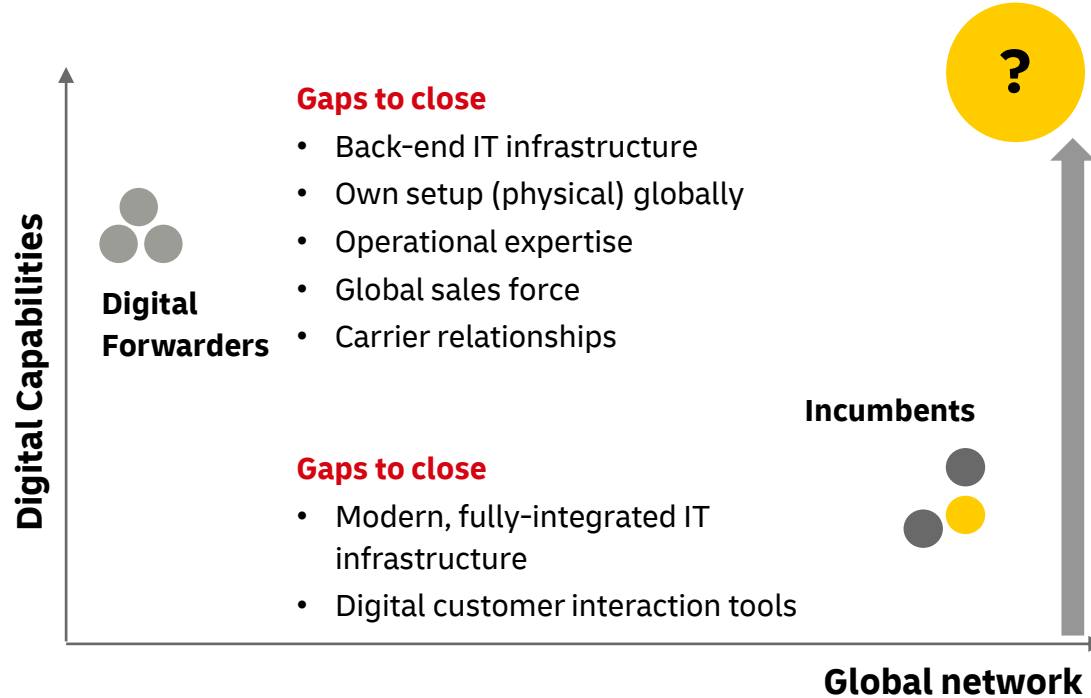 ?
Gaps to close
• Back-end IT infrastructure
• Own setup (physical) globally
• Operational expertise
• Global sales force
• Carrier relationships
Digital
Forwarders
Digital Capabilities
Incumbents
Gaps to close
• Modern, fully-integrated IT
infrastructure
• Digital customer interaction tools
Global network